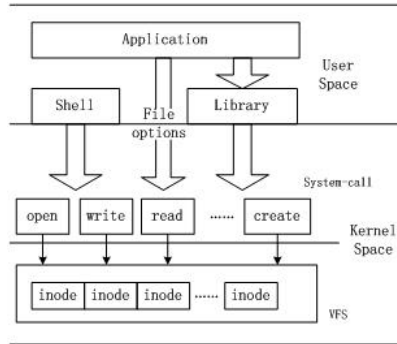 Application
User
Space
Shell
Library
File
options
System-call
open
write
read
......
create
Kernel
Space
inode
inode
inode
......
inode
VFS